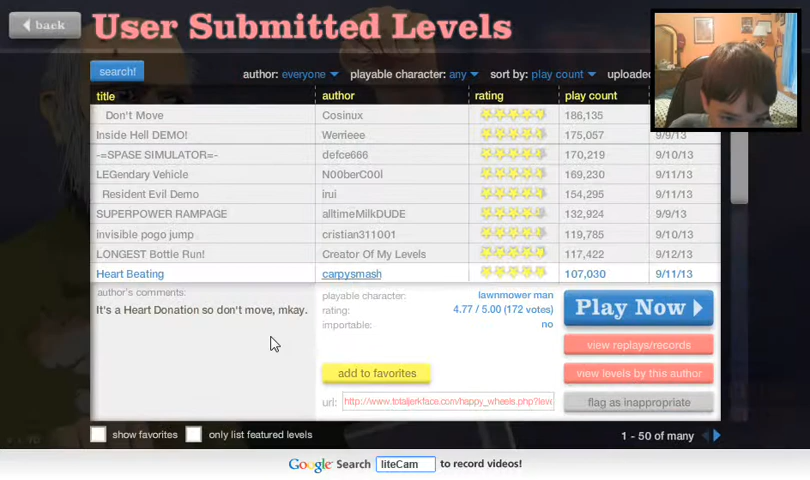 back
User Submitted Levels
search!
author: everyone playable character: any sort by: play count uploaded
title author rating play count
Don't Move Cosinux 186,135
Inside Hell DEMO! Werrieee 175,057 9/9/13
-=SPASE SIMULATOR=- defce666 170,219 9/10/13
LEGendary Vehicle N00berC00l 169,230 9/11/13
Resident Evil Demo irui 154,295 9/11/13
SUPERPOWER RAMPAGE alltimeMilkDUDE 132,924 9/9/13
invisible pogo jump cristian311001 119,785 9/10/13
LONGEST Bottle Run! Creator Of My Levels 117,422 9/12/13
Heart Beating carpysmash 107,030 9/11/13
author's comments:
It's a Heart Donation so don't move, mkay.
playable character: lawnmower man
rating: 4.77 / 5.00 (172 votes)
importable: no
add to favorites
url: http://www.totaljerkface.com/happy_wheels.php?leve
Play Now
view replays/records
view levels by this author
flag as inappropriate
show favorites only list featured levels 1 - 50 of many
Google Search liteCam to record videos!